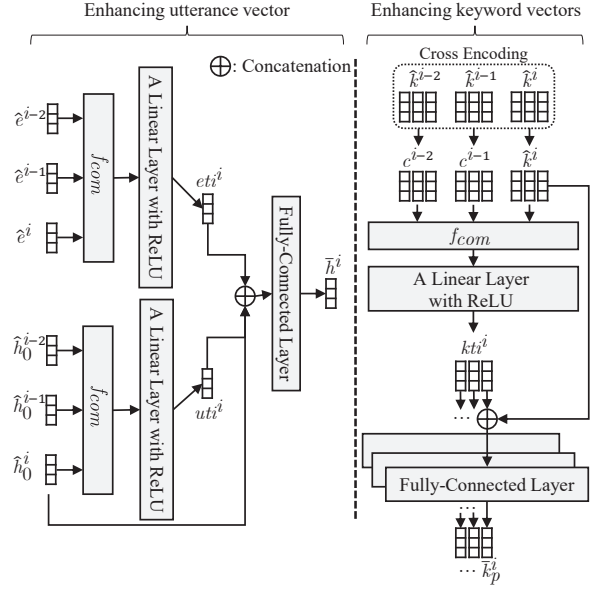 Enhancing utterance vector
⊕: Concatenation
ê^{i-2}
ê^{i-1}
ê^{i}
f_{com}
A Linear Layer with ReLU
eti^{i}
Fully-Connected Layer
h̄^{i}
ĥ_0^{i-2}
ĥ_0^{i-1}
ĥ_0^{i}
f_{com}
A Linear Layer with ReLU
uti^{i}
Enhancing keyword vectors
Cross Encoding
k̂^{i-2} k̂^{i-1} k̂^{i}
c^{i-2} c^{i-1} k̂^{i}
f_{com}
A Linear Layer
with ReLU
kti^{i}
...
Fully-Connected Layer
...
... k̄_p^{i}